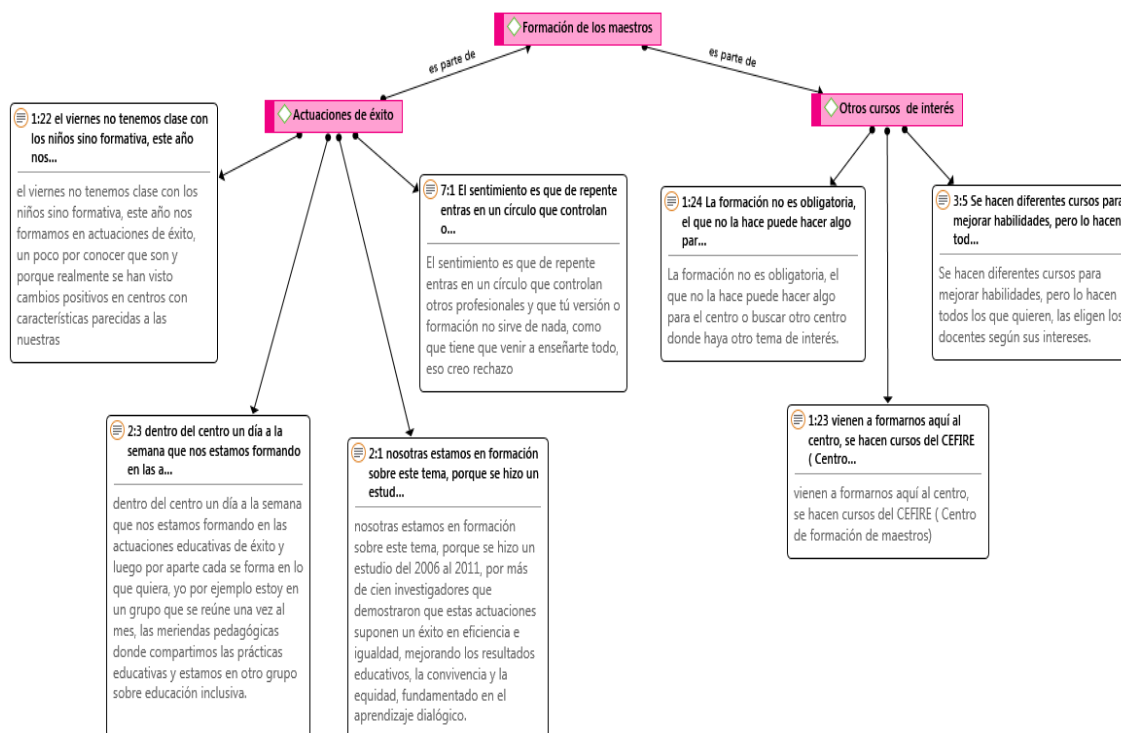 Formación de los maestros
es parte de
es parte de
Actuaciones de éxito
Otros cursos de interés
1:22 el viernes no tenemos clase con
los niños sino formativa, este año
nos...
el viernes no tenemos clase con los
niños sino formativa, este año nos
formamos en actuaciones de éxito,
un poco por conocer que son y
porque realmente se han visto
cambios positivos en centros con
características parecidas a las
nuestras
7:1 El sentimiento es que de repente
entras en un círculo que controlan
o...
El sentimiento es que de repente
entras en un círculo que controlan
otros profesionales y que tú versión o
formación no sirve de nada, como
que tiene que venir a enseñarte todo,
eso creo rechazo
1:24 La formación no es obligatoria,
el que no la hace puede hacer algo
par...
La formación no es obligatoria, el
que no la hace puede hacer algo
para el centro o buscar otro centro
donde haya otro tema de interés.
3:5 Se hacen diferentes cursos para
mejorar habilidades, pero lo hacen
tod...
Se hacen diferentes cursos para
mejorar habilidades, pero lo hacen
todos los que quieren, las eligen los
docentes según sus intereses.
2:3 dentro del centro un día a la
semana que nos estamos formando
en las a...
dentro del centro un día a la semana
que nos estamos formando en las
actuaciones educativas de éxito y
luego por aparte cada se forma en lo
que quiera, yo por ejemplo estoy en
un grupo que se reúne una vez al
mes, las meriendas pedagógicas
donde compartimos las prácticas
educativas y estamos en otro grupo
sobre educación inclusiva.
2:1 nosotras estamos en formación
sobre este tema, porque se hizo un
estud...
nosotras estamos en formación
sobre este tema, porque se hizo un
estudio del 2006 al 2011, por más
de cien investigadores que
demostraron que estas actuaciones
suponen un éxito en eficiencia e
igualdad, mejorando los resultados
educativos, la convivencia y la
equidad, fundamentado en el
aprendizaje dialógico.
1:23 vienen a formarnos aquí al
centro, se hacen cursos del CEFIRE
( Centro...
vienen a formarnos aquí al centro,
se hacen cursos del CEFIRE ( Centro
de formación de maestros)